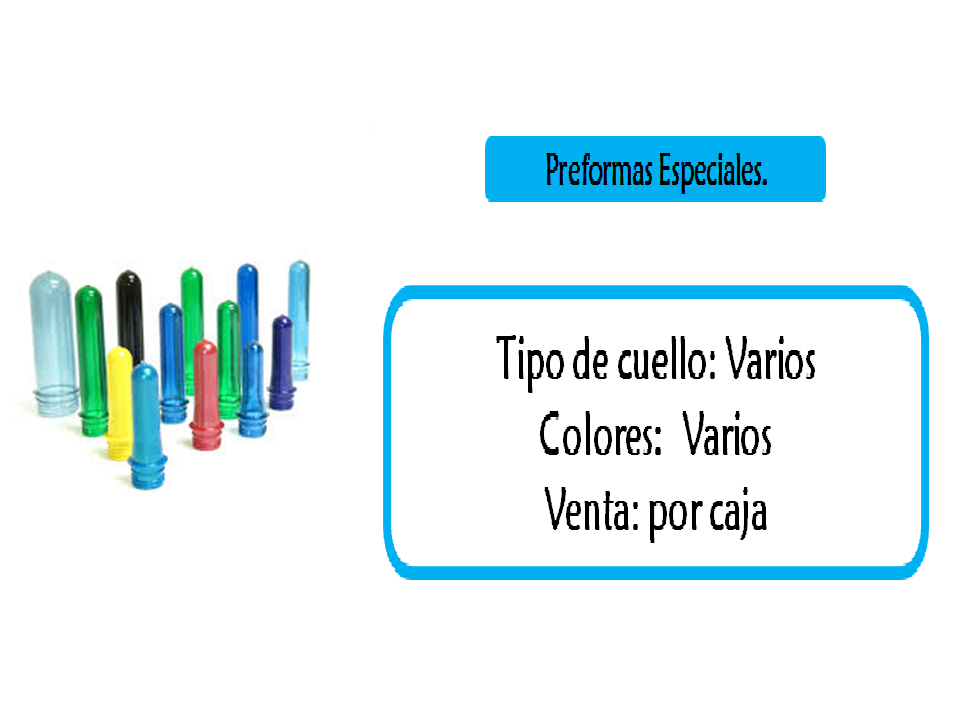 Preformas Especiales.
Tipo de cuello: Varios
Colores: Varios
Venta: por caja